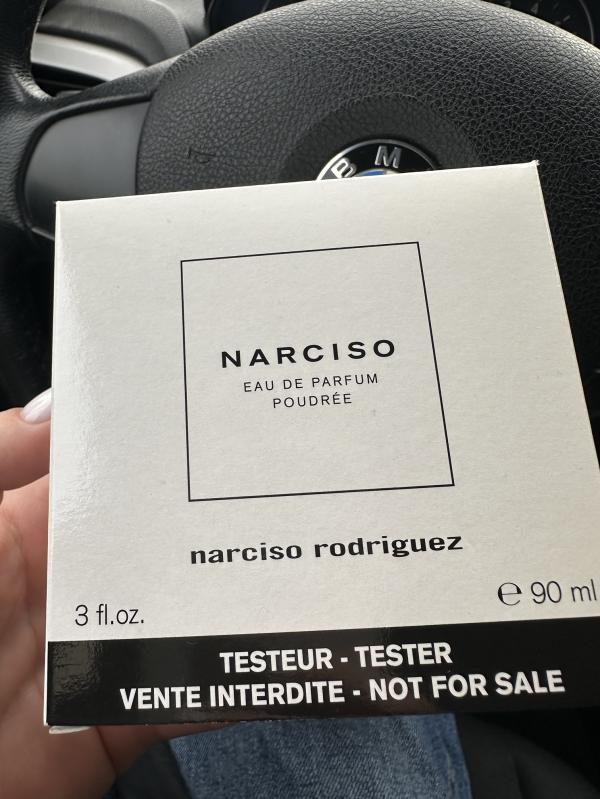 B M
NARCISO
EAU DE PARFUM
POUDRÉE
narciso rodriguez
3 fl.oz.
℮ 90 ml
TESTEUR - TESTER
VENTE INTERDITE - NOT FOR SALE